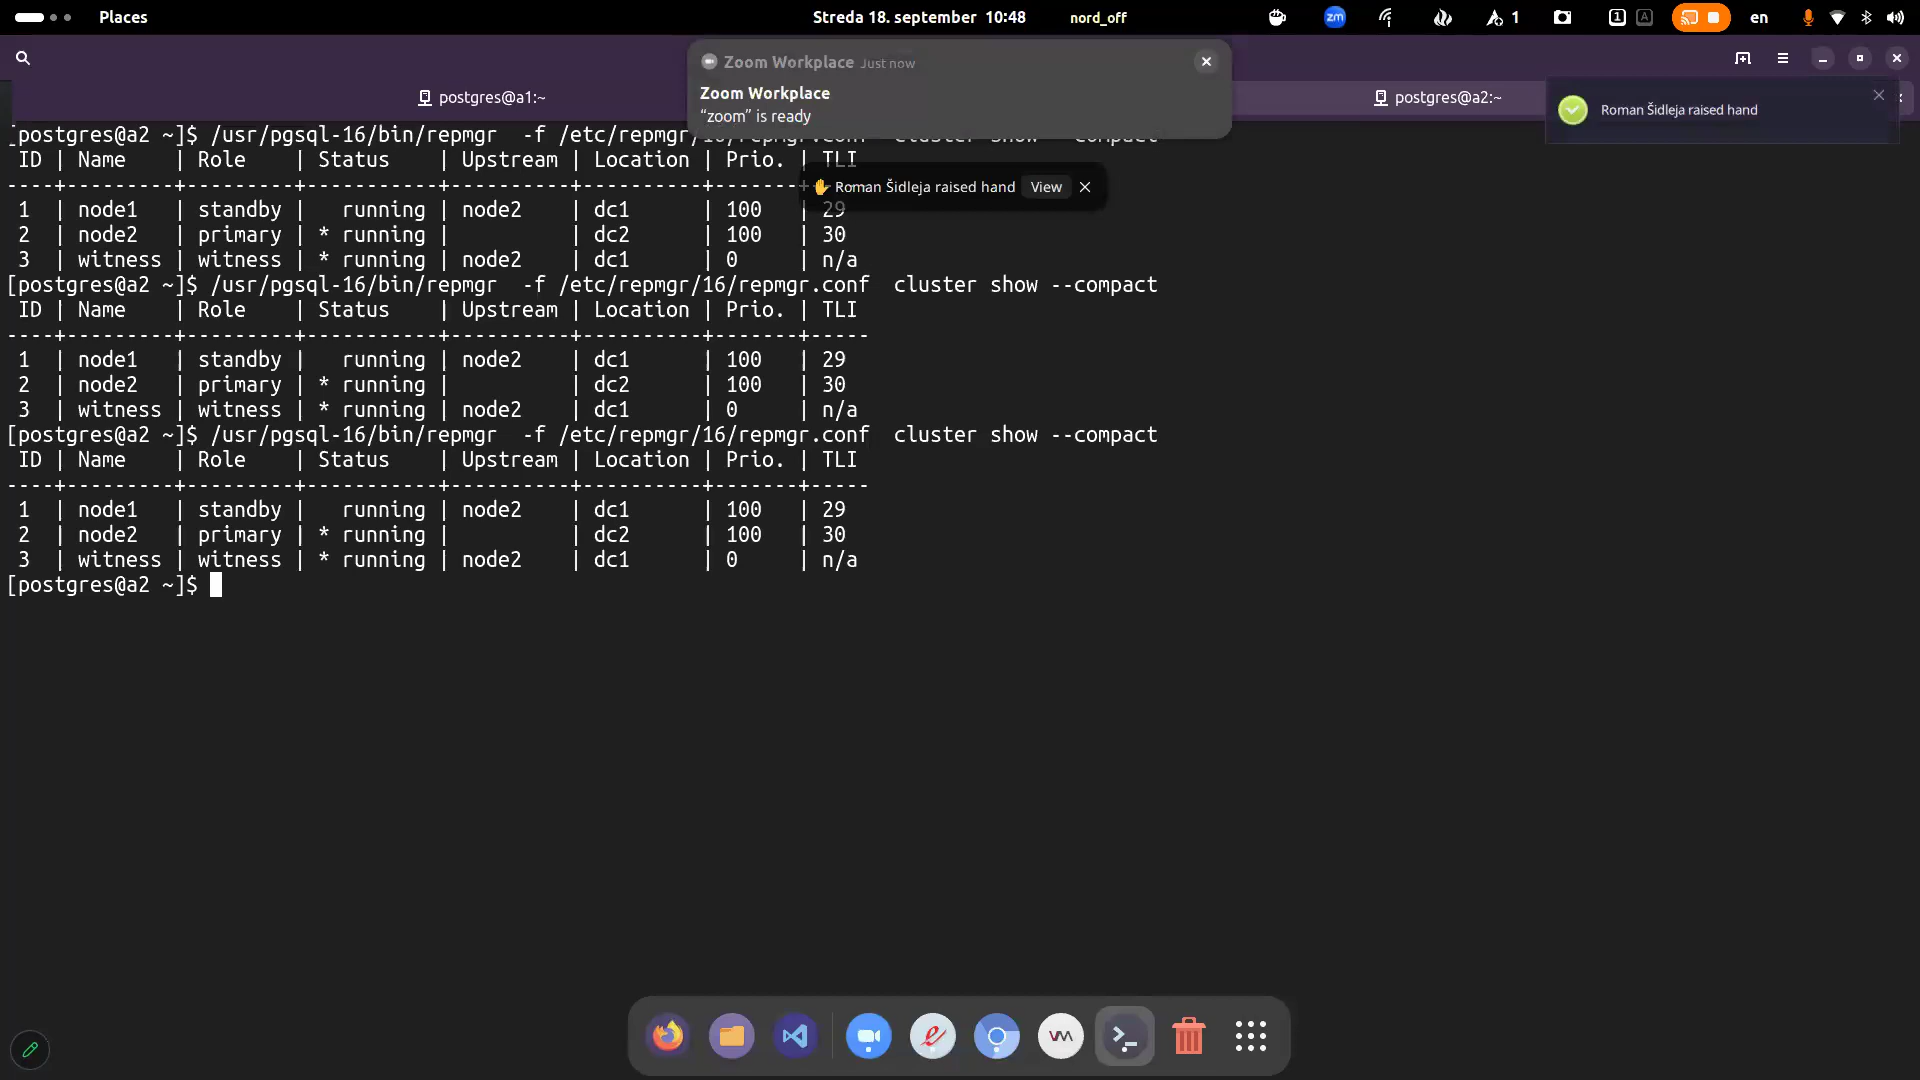 Places
Streda 18. september 10:48
nord_off
zm
1
1
A
en
Zoom Workplace Just now
Zoom Workplace
“zoom” is ready
postgres@a1:~
postgres@a2:~
Roman Šidleja raised hand
Roman Šidleja raised hand View
[postgres@a2 ~]$ /usr/pgsql-16/bin/repmgr -f /etc/repmgr/16/repmgr.conf cluster show --compact
ID | Name | Role | Status | Upstream | Location | Prio. | TLI
----+---------+---------+-----------+----------+----------+-------+-----
1 | node1 | standby | running | node2 | dc1 | 100 | 29
2 | node2 | primary | * running | | dc2 | 100 | 30
3 | witness | witness | * running | node2 | dc1 | 0 | n/a
[postgres@a2 ~]$ /usr/pgsql-16/bin/repmgr -f /etc/repmgr/16/repmgr.conf cluster show --compact
ID | Name | Role | Status | Upstream | Location | Prio. | TLI
----+---------+---------+-----------+----------+----------+-------+-----
1 | node1 | standby | running | node2 | dc1 | 100 | 29
2 | node2 | primary | * running | | dc2 | 100 | 30
3 | witness | witness | * running | node2 | dc1 | 0 | n/a
[postgres@a2 ~]$ /usr/pgsql-16/bin/repmgr -f /etc/repmgr/16/repmgr.conf cluster show --compact
ID | Name | Role | Status | Upstream | Location | Prio. | TLI
----+---------+---------+-----------+----------+----------+-------+-----
1 | node1 | standby | running | node2 | dc1 | 100 | 29
2 | node2 | primary | * running | | dc2 | 100 | 30
3 | witness | witness | * running | node2 | dc1 | 0 | n/a
[postgres@a2 ~]$